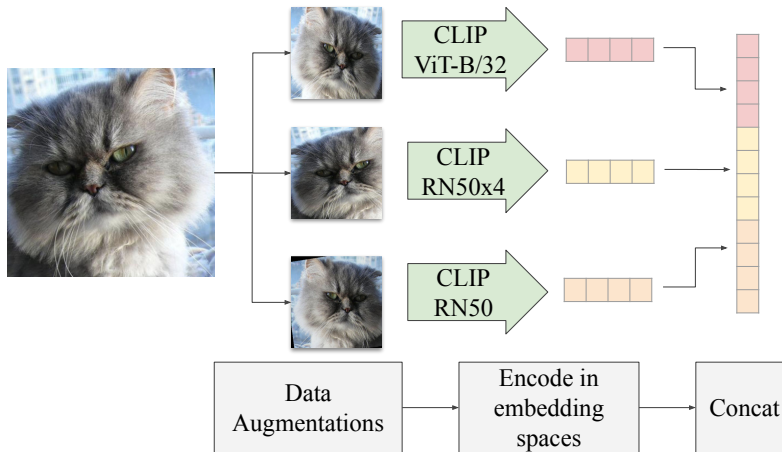 CLIP
ViT-B/32
CLIP
RN50x4
CLIP
RN50
Data
Augmentations
Encode in
embedding
spaces
Concat